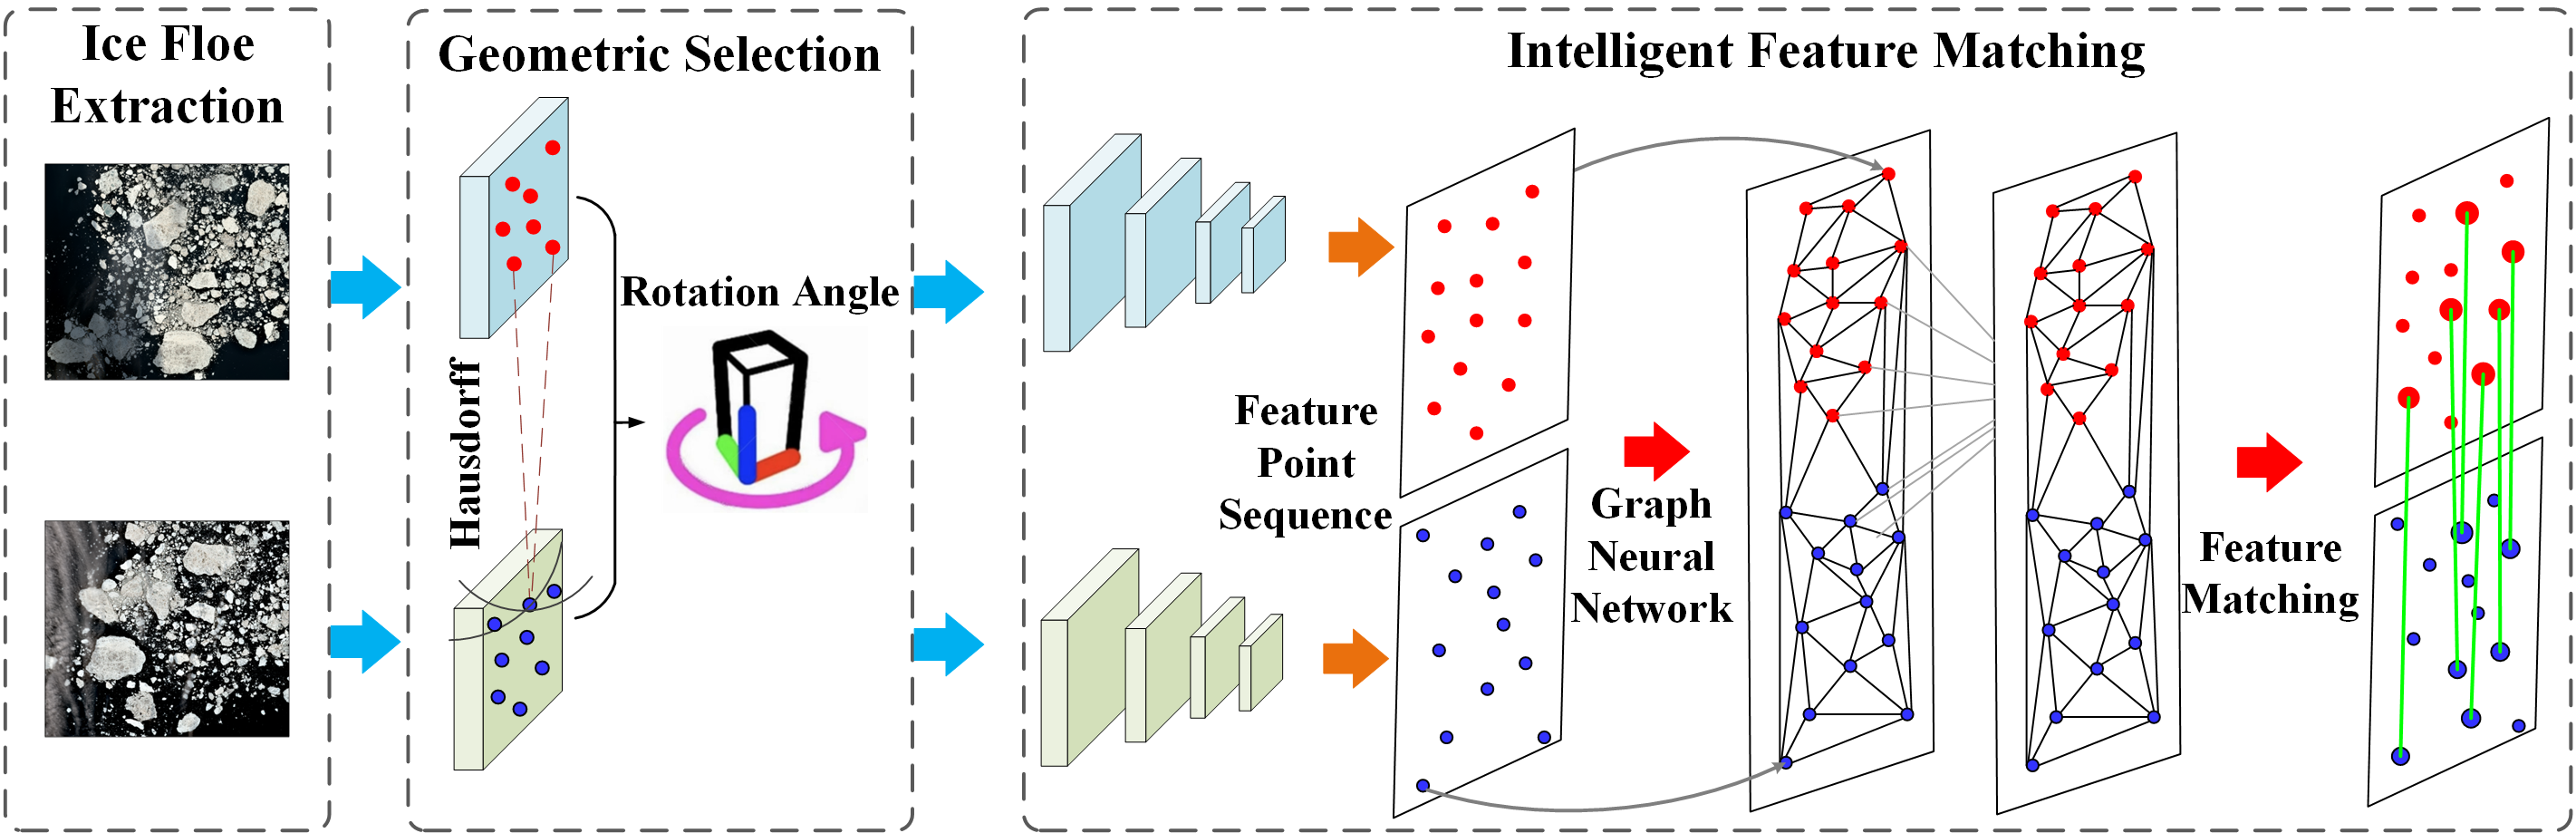 Ice Floe
Extraction
Geometric Selection
Hausdorff
Rotation Angle
Intelligent Feature Matching
Feature
Point
Sequence
Graph
Neural
Network
Feature
Matching